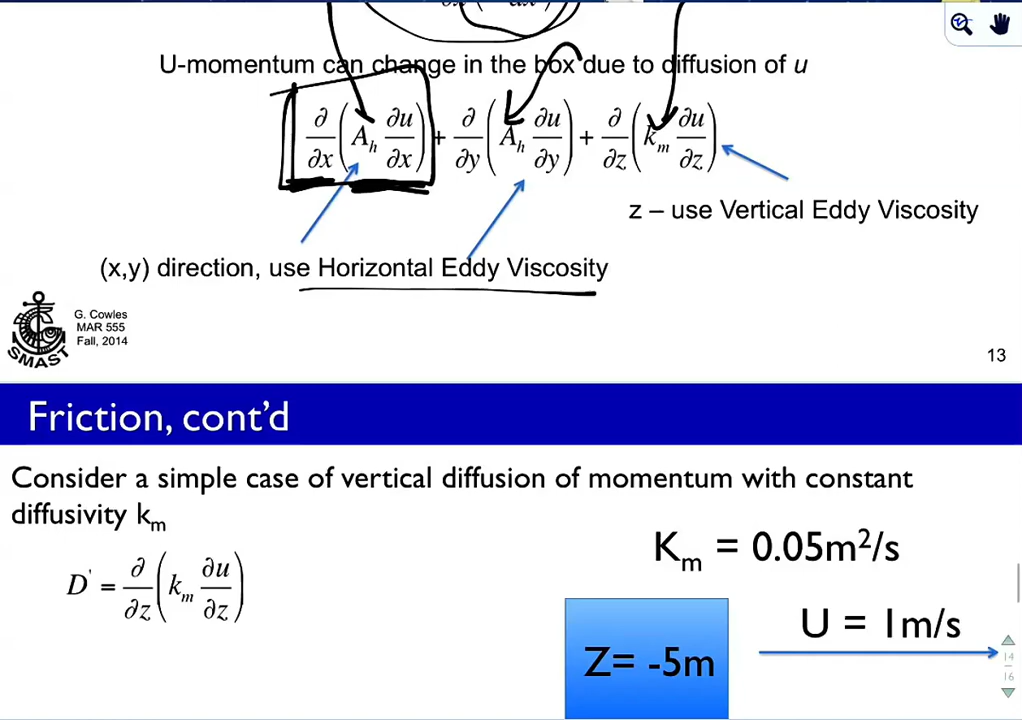 U-momentum can change in the box due to diffusion of u
∂/∂x (A_h ∂u/∂x) + ∂/∂y (A_h ∂u/∂y) + ∂/∂z (k_m ∂u/∂z)
z – use Vertical Eddy Viscosity
(x,y) direction, use Horizontal Eddy Viscosity
G. Cowles
MAR 555
Fall, 2014
SMAST
13
Friction, cont’d
Consider a simple case of vertical diffusion of momentum with constant
diffusivity k_m
K_m = 0.05m²/s
D' = ∂/∂z (k_m ∂u/∂z)
U = 1m/s
Z= -5m
14
16